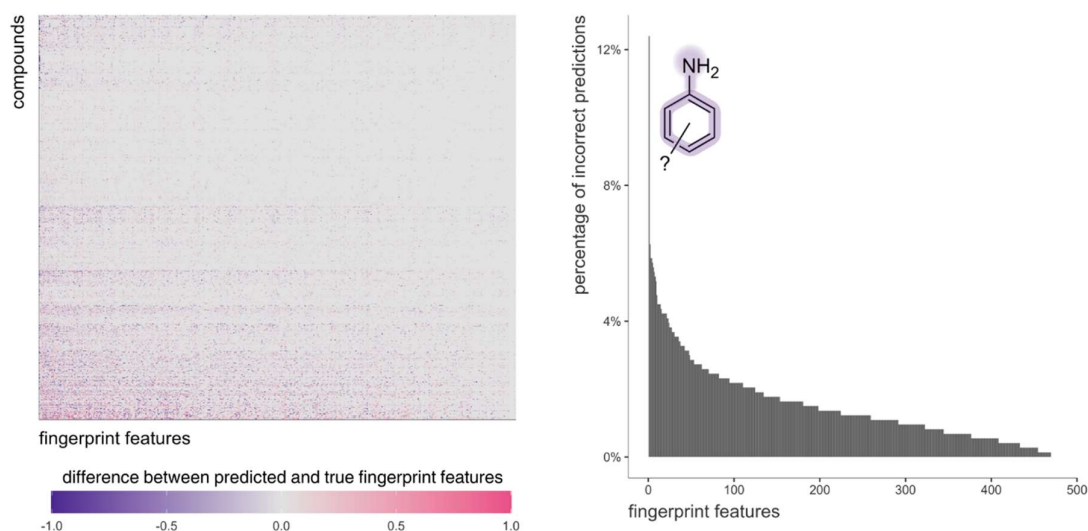 compounds
fingerprint features
difference between predicted and true fingerprint features
-1.0 -0.5 0.0 0.5 1.0
percentage of incorrect predictions
12%
8%
4%
0%
NH2
?
0 100 200 300 400 500
fingerprint features